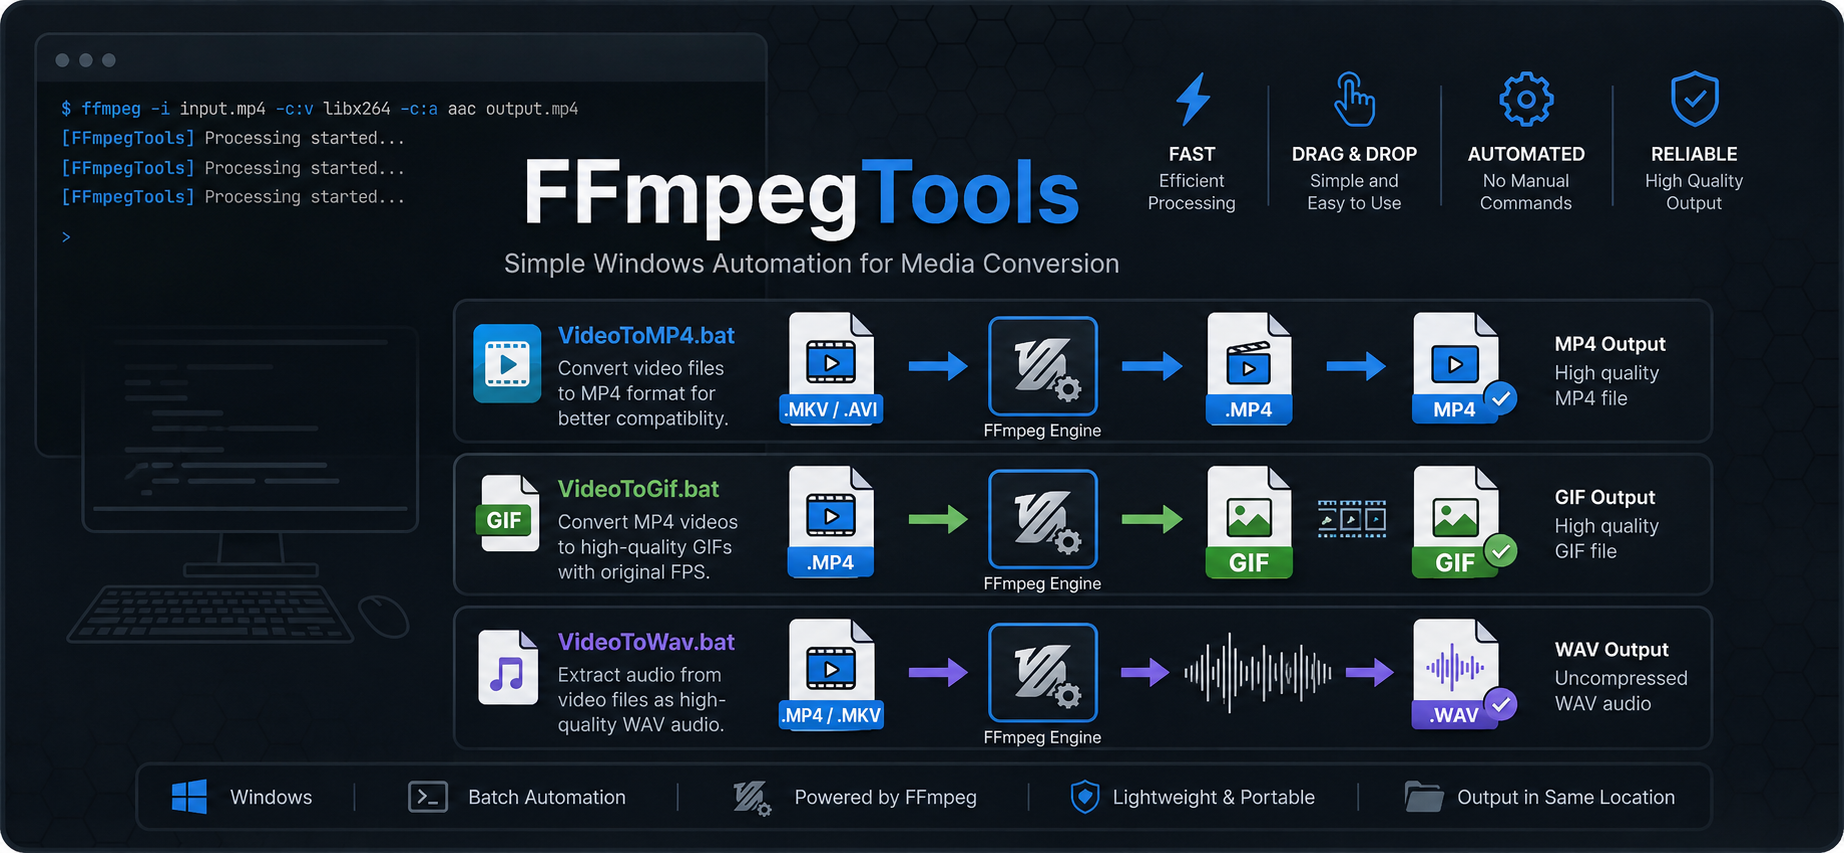 $ ffmpeg -i input.mp4 -c:v libx264 -c:a aac output.mp4
[FFmpegTools] Processing started...
[FFmpegTools] Processing started...
[FFmpegTools] Processing started...
>
FFmpegTools
Simple Windows Automation for Media Conversion
FAST
Efficient
Processing
DRAG & DROP
Simple and
Easy to Use
AUTOMATED
No Manual
Commands
RELIABLE
High Quality
Output
VideoToMP4.bat
Convert video files
to MP4 format for
better compatiblity.
.MKV / .AVI
FFmpeg Engine
.MP4
MP4
MP4 Output
High quality
MP4 file
GIF
VideoToGif.bat
Convert MP4 videos
to high-quality GIFs
with original FPS.
.MP4
FFmpeg Engine
GIF
GIF
GIF Output
High quality
GIF file
VideoToWav.bat
Extract audio from
video files as high-
quality WAV audio.
.MP4 / .MKV
FFmpeg Engine
.WAV
WAV Output
Uncompressed
WAV audio
Windows
Batch Automation
Powered by FFmpeg
Lightweight & Portable
Output in Same Location